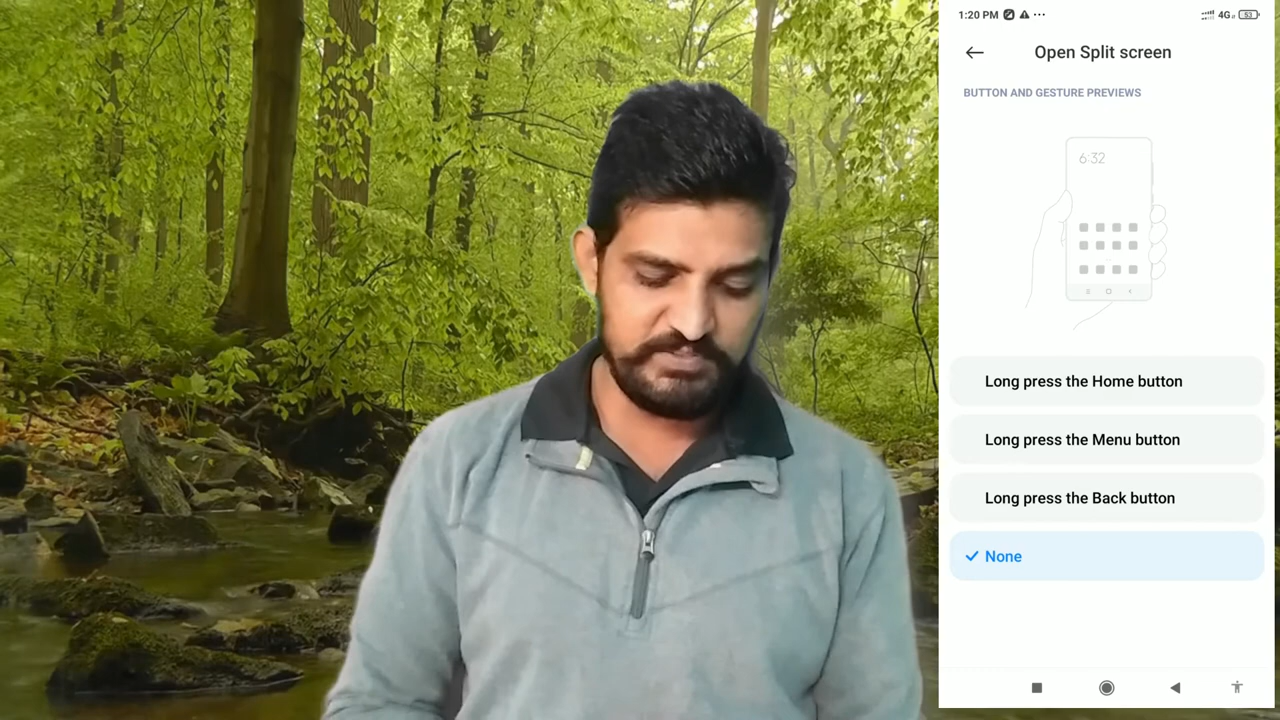 1:20 PM
4G
53
Open Split screen
BUTTON AND GESTURE PREVIEWS
6:32
Long press the Home button
Long press the Menu button
Long press the Back button
None